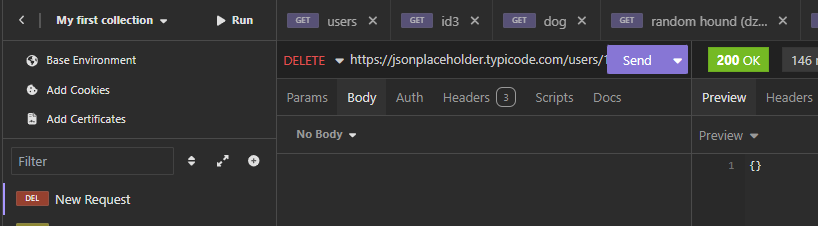 My first collection
Run
GET users
GET id3
GET dog
GET random hound (dz...
Base Environment
Add Cookies
Add Certificates
Filter
DEL New Request
DELETE https://jsonplaceholder.typicode.com/users/1
Send
200 OK
146
Params Body Auth Headers 3 Scripts Docs
No Body
Preview Headers
Preview
1 {}